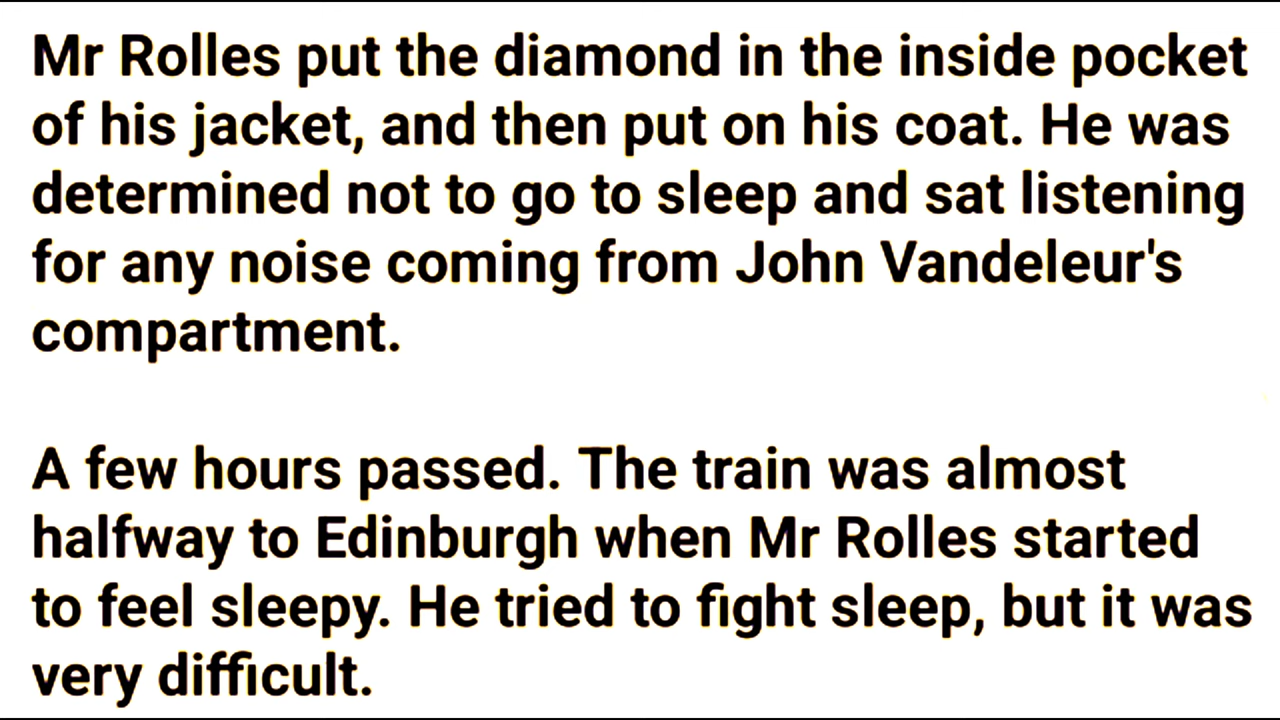 Mr Rolles put the diamond in the inside pocket
of his jacket, and then put on his coat. He was
determined not to go to sleep and sat listening
for any noise coming from John Vandeleur's
compartment.
A few hours passed. The train was almost
halfway to Edinburgh when Mr Rolles started
to feel sleepy. He tried to fight sleep, but it was
very difficult.